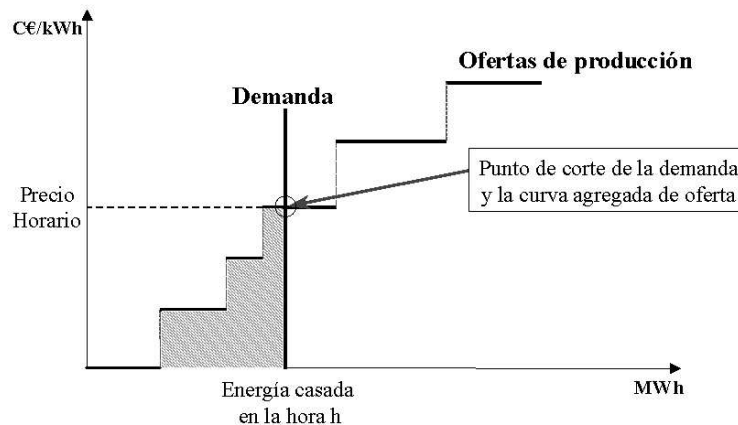 C€/kWh
Ofertas de producción
Demanda
Punto de corte de la demanda
y la curva agregada de oferta
Precio
Horario
Energía casada
en la hora h
MWh